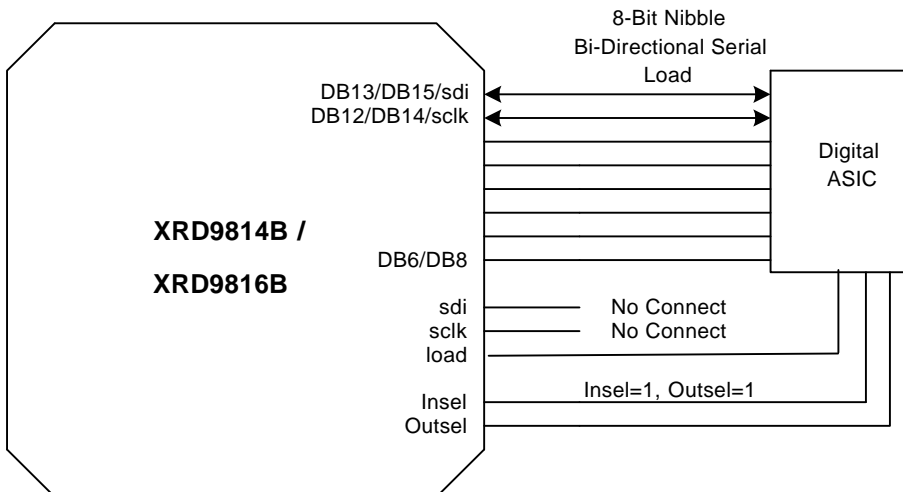 8-Bit Nibble
Bi-Directional Serial
Load
DB13/DB15/sdi
DB12/DB14/sclk
Digital
ASIC
XRD9814B /
XRD9816B
DB6/DB8
sdi
No Connect
sclk
No Connect
load
Insel
Insel=1, Outsel=1
Outsel